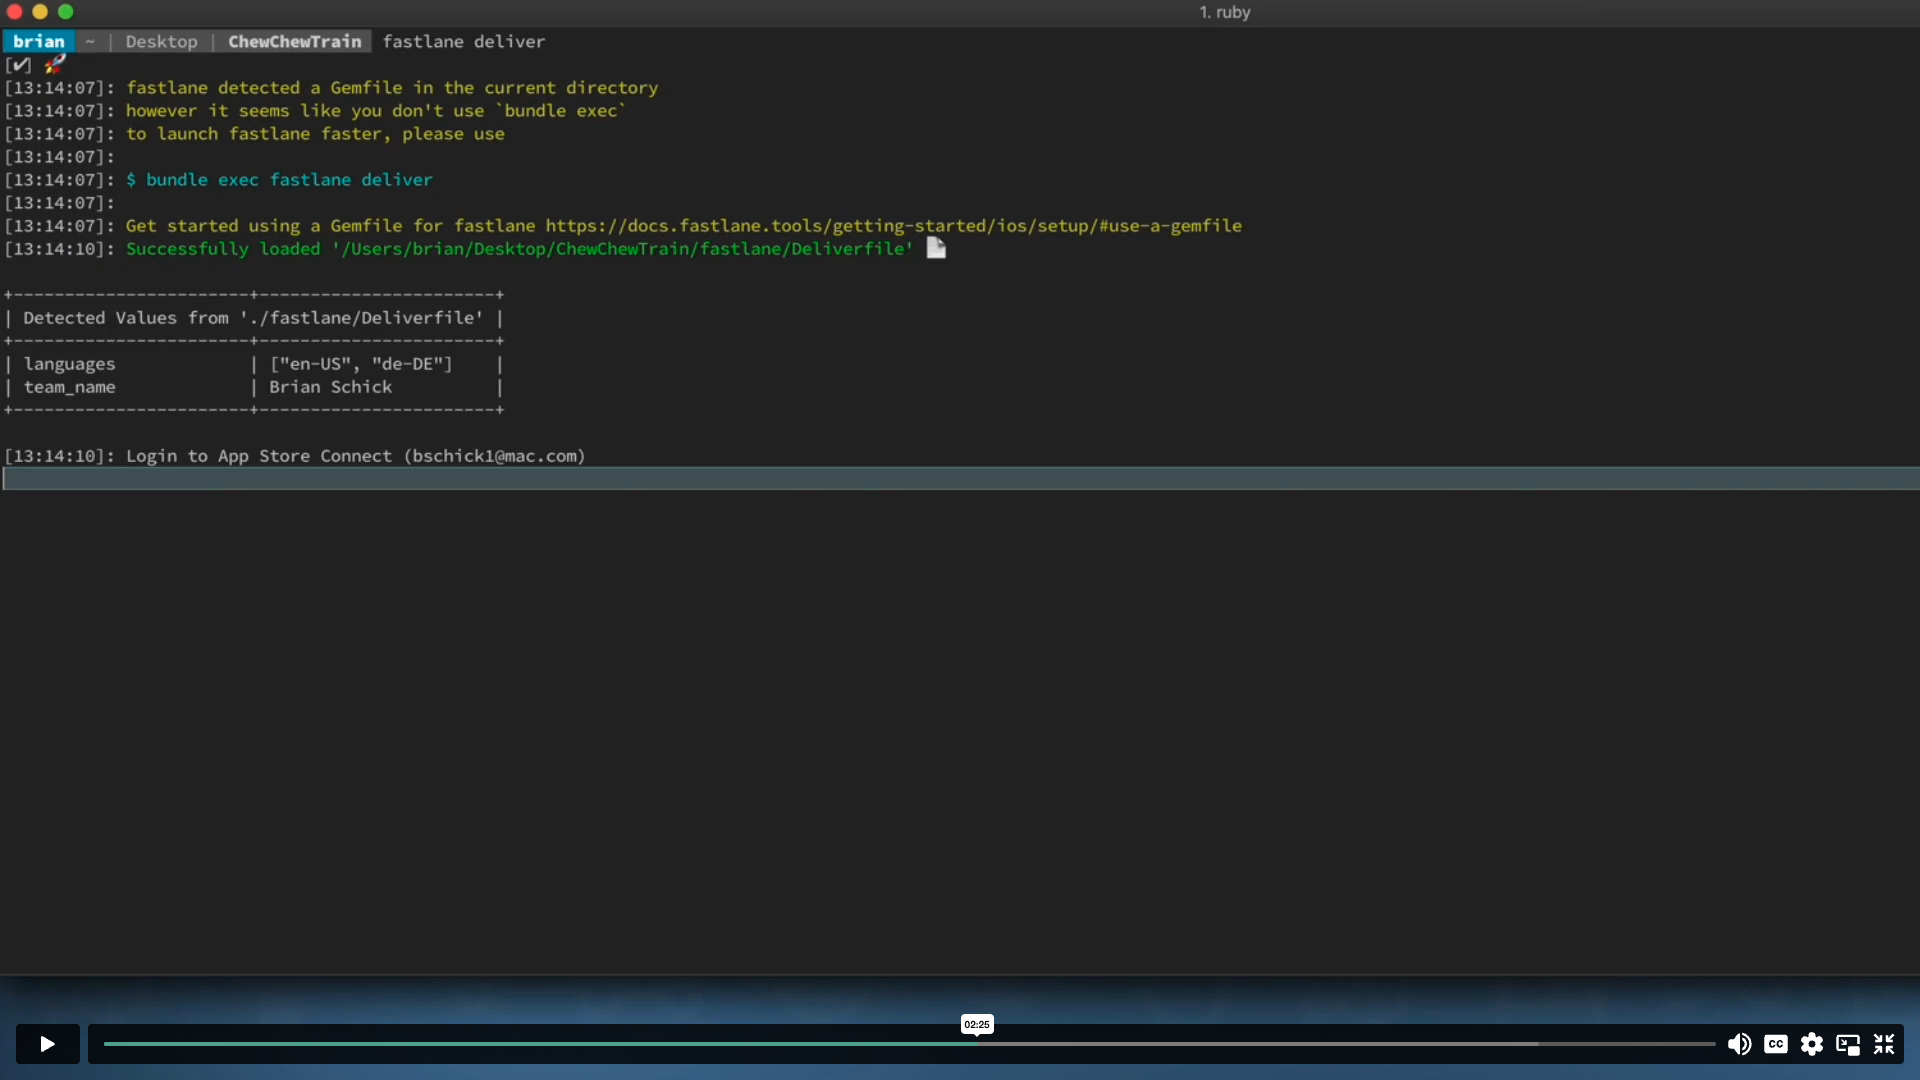 1. ruby
brian ~ | Desktop | ChewChewTrain fastlane deliver
[✔] 🚀
[13:14:07]: fastlane detected a Gemfile in the current directory
[13:14:07]: however it seems like you don't use `bundle exec`
[13:14:07]: to launch fastlane faster, please use
[13:14:07]:
[13:14:07]: $ bundle exec fastlane deliver
[13:14:07]:
[13:14:07]: Get started using a Gemfile for fastlane https://docs.fastlane.tools/getting-started/ios/setup/#use-a-gemfile
[13:14:10]: Successfully loaded '/Users/brian/Desktop/ChewChewTrain/fastlane/Deliverfile' 📄
+-----------------------+-----------------------+
| Detected Values from './fastlane/Deliverfile' |
+-----------------------+-----------------------+
| languages | ["en-US", "de-DE"] |
| team_name | Brian Schick |
+-----------------------+-----------------------+
[13:14:10]: Login to App Store Connect (bschick1@mac.com)
02:25
CC